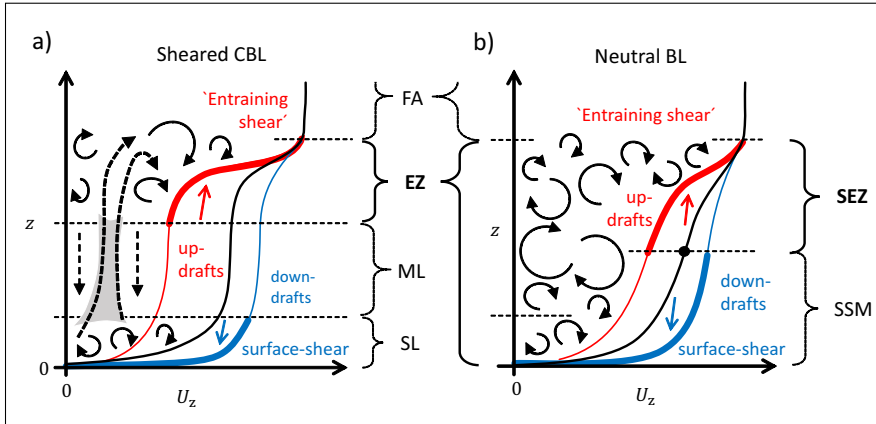 a)
Sheared CBL
`Entraining
shear´
FA
EZ
z
up-
drafts
down-
drafts
ML
surface-shear
SL
0
0
U_z
b)
Neutral BL
`Entraining shear´
up-
drafts
SEZ
z
down-
drafts
SSM
surface-shear
0
U_z